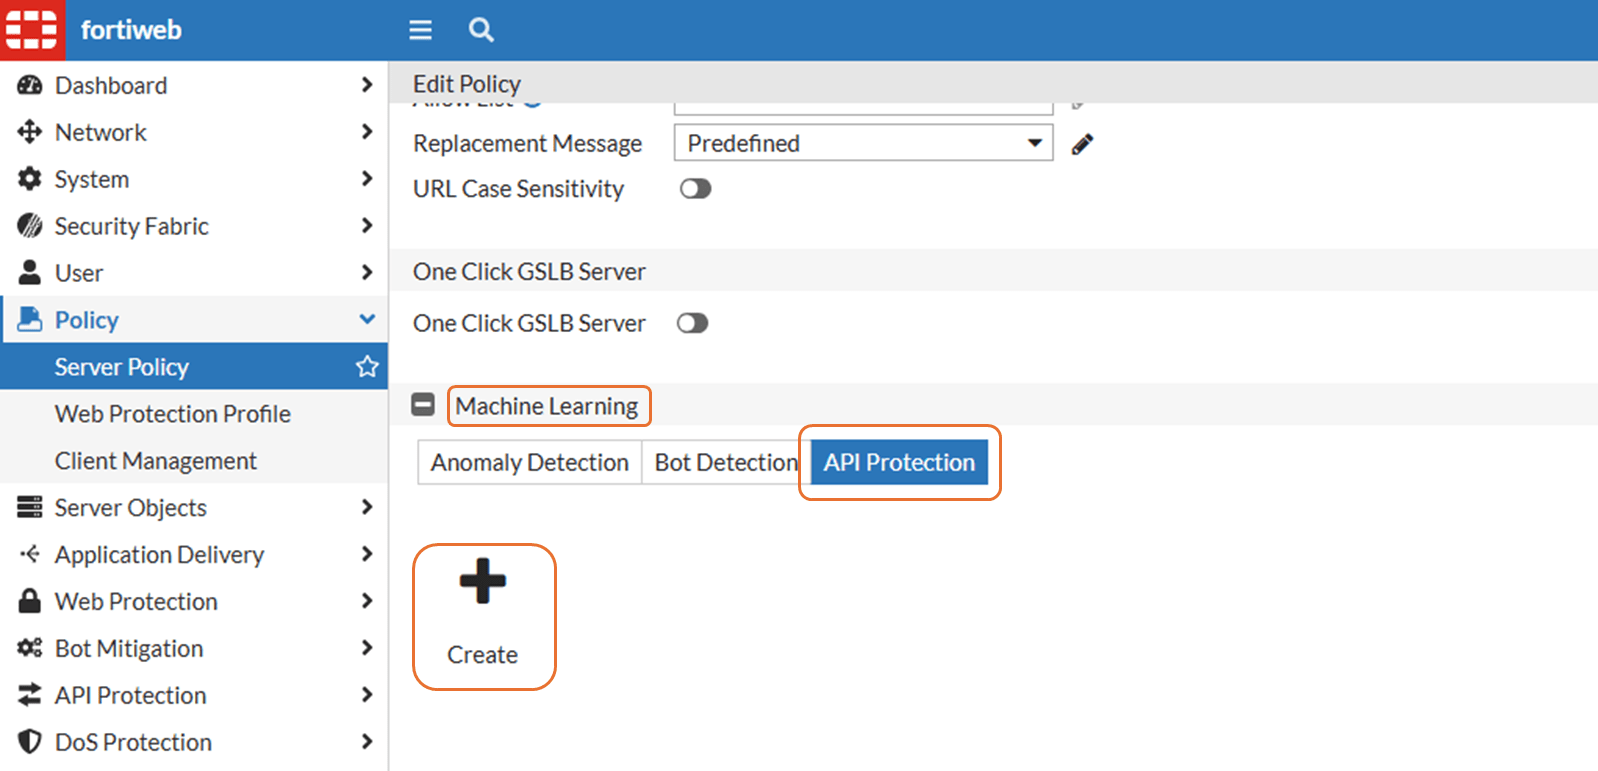 fortiweb
Dashboard
Network
System
Security Fabric
User
Policy
Server Policy
Web Protection Profile
Client Management
Server Objects
Application Delivery
Web Protection
Bot Mitigation
API Protection
DoS Protection
Edit Policy
Allow List
Replacement Message Predefined
URL Case Sensitivity
One Click GSLB Server
One Click GSLB Server
Machine Learning
Anomaly Detection Bot Detection API Protection
Create